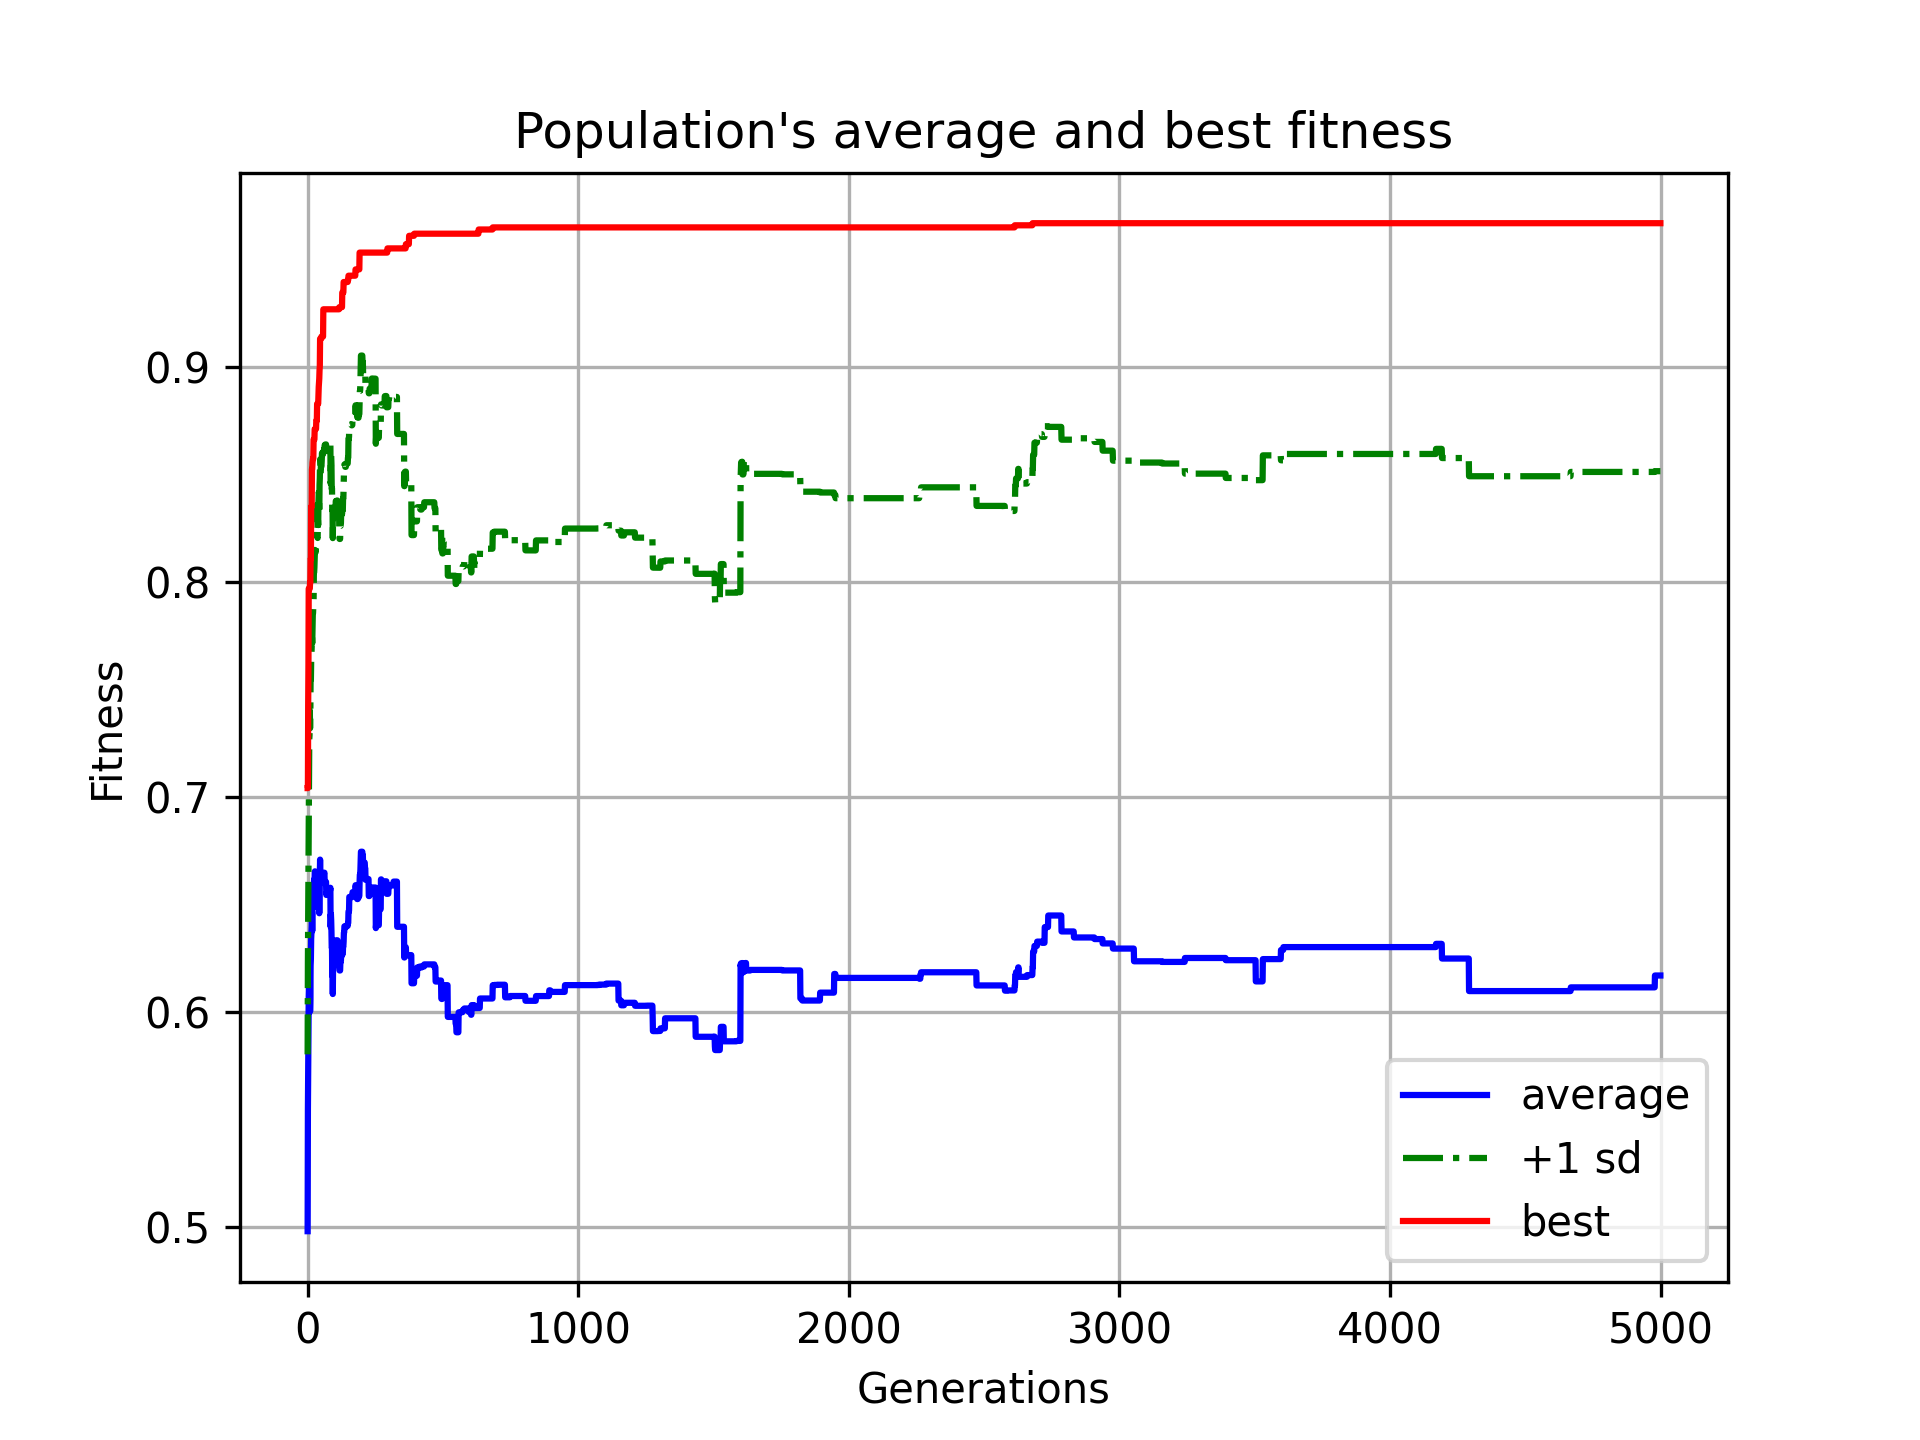 Population's average and best fitness
Fitness
0.9
0.8
0.7
0.6
0.5
0 1000 2000 3000 4000 5000
Generations
average
+1 sd
best